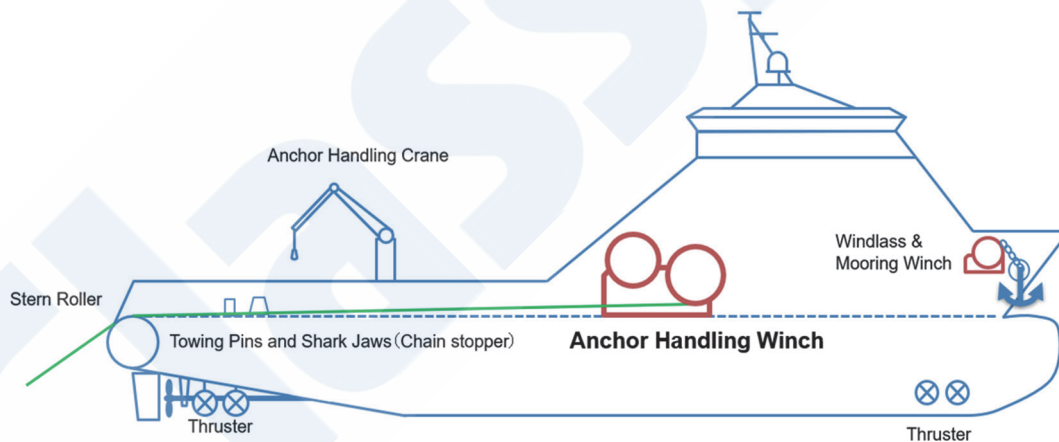 Anchor Handling Crane
Windlass &
Mooring Winch
Stern Roller
Towing Pins and Shark Jaws（Chain stopper）
Anchor Handling Winch
Thruster
Thruster